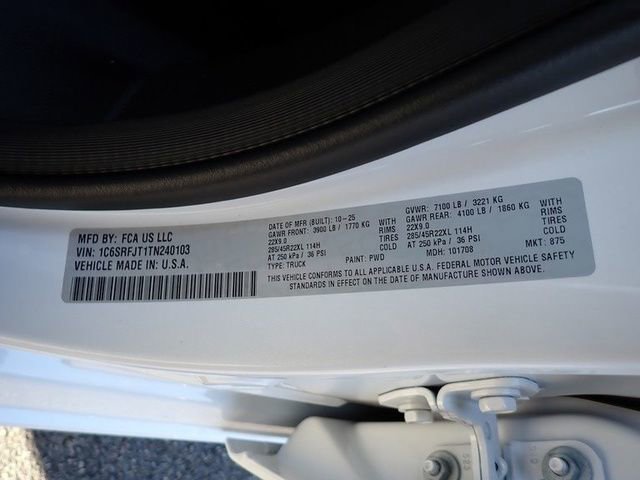 MFD BY: FCA US LLC
VIN: 1C6SRFJT1TN240103
VEHICLE MADE IN U.S.A.
DATE OF MFR (BUILT): 10-25 GVWR: 7100 LB / 3221 KG
GAWR FRONT: 3900 LB / 1770 KG WITH GAWR REAR: 4100 LB / 1860 KG WITH
22X9.0 RIMS 22X9.0 RIMS
285/45R22XL 114H TIRES 285/45R22XL 114H TIRES
AT 250 kPa / 36 PSI COLD AT 250 kPa / 36 PSI COLD
TYPE: TRUCK PAINT: PWD MDH: 101708 MKT: 875
THIS VEHICLE CONFORMS TO ALL APPLICABLE U.S.A. FEDERAL MOTOR VEHICLE SAFETY
STANDARDS IN EFFECT ON THE DATE OF MANUFACTURE SHOWN ABOVE.